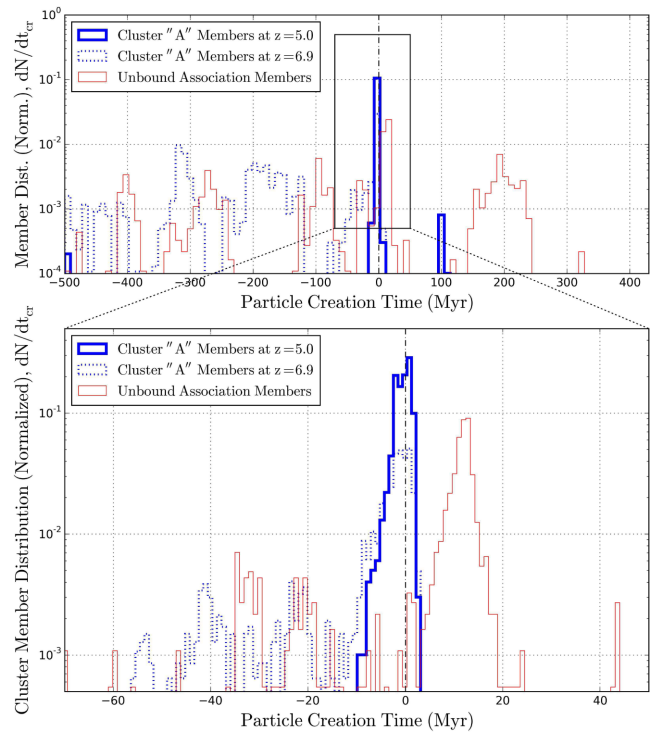 10⁰
10⁻¹
10⁻²
10⁻³
10⁻⁴
Member Dist. (Norm.), dN/dt_cr
Cluster "A" Members at z=5.0
Cluster "A" Members at z=6.9
Unbound Association Members
−500 −400 −300 −200 −100 0 100 200 300 400
Particle Creation Time (Myr)
Cluster "A" Members at z=5.0
Cluster "A" Members at z=6.9
Unbound Association Members
10⁻¹
10⁻²
10⁻³
Cluster Member Distribution (Normalized), dN/dt_cr
−60 −40 −20 0 20 40
Particle Creation Time (Myr)